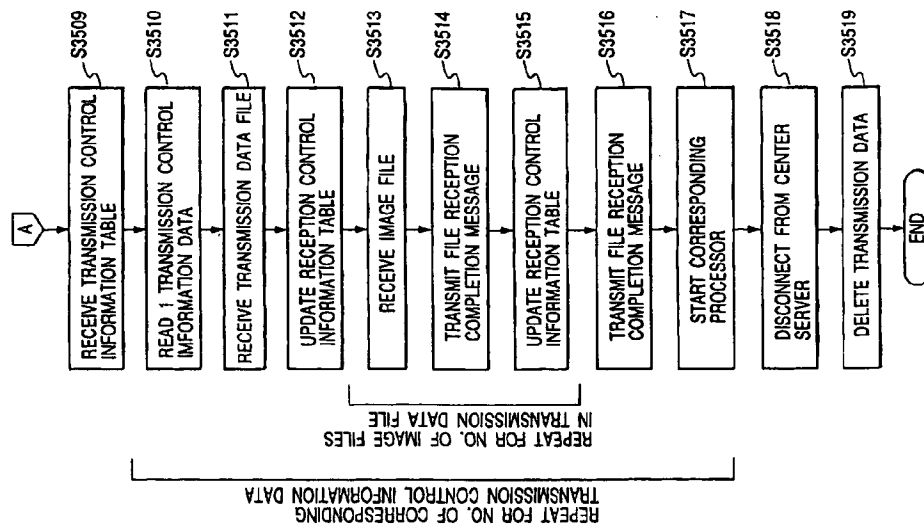 A
RECEIVE TRANSMISSION CONTROL
INFORMATION TABLE
S3509
READ 1 TRANSMISSION CONTROL
IMFORMATION DATA
S3510
RECEIVE TRANSMISSION DATA FILE
S3511
UPDATE RECEPTION CONTROL
INFORMATION TABLE
S3512
RECEIVE IMAGE FILE
S3513
TRANSMIT FILE RECEPTION
COMPLETION MESSAGE
S3514
UPDATE RECEPTION CONTROL
INFORMATION TABLE
S3515
TRANSMIT FILE RECEPTION
COMPLETION MESSAGE
S3516
START CORRESPONDING
PROCESSOR
S3517
DISCONNECT FROM CENTER
SERVER
S3518
DELETE TRANSMISSION DATA
S3519
END
REPEAT FOR NO. OF IMAGE FILES
IN TRANSMISSION DATA FILE
REPEAT FOR NO. OF CORRESPONDING
TRANSMISSION CONTROL INFORMATION DATA